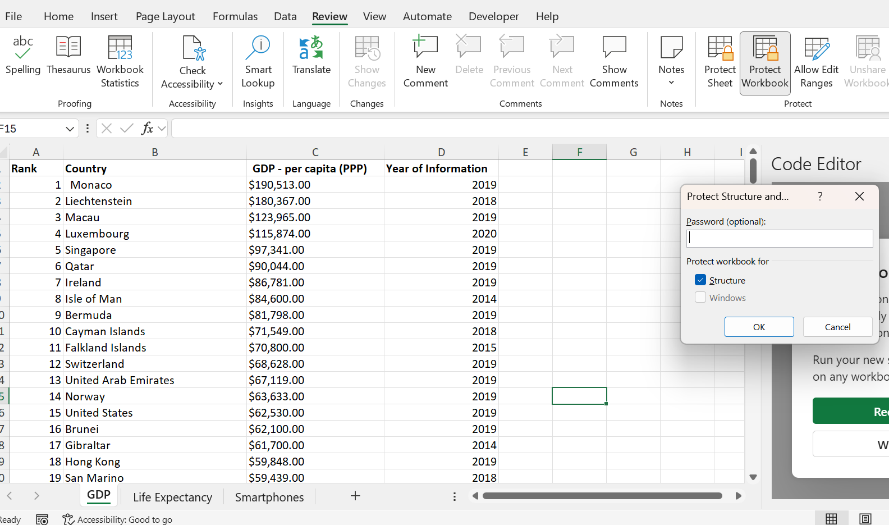 File Home Insert Page Layout Formulas Data Review View Automate Developer Help
abc 123
Spelling Thesaurus Workbook Statistics Check Accessibility Smart Lookup Translate Show Changes New Comment Delete Previous Comment Next Comment Show Comments Notes Protect Sheet Protect Workbook Allow Edit Ranges Unshare
Proofing Accessibility Insights Language Changes Comments Notes Protect
F15 fx
A B C D E F G H I
Rank Country GDP - per capita (PPP) Year of Information
1 Monaco $190,513.00 2019
2 Liechtenstein $180,367.00 2018
3 Macau $123,965.00 2019
4 Luxembourg $115,874.00 2020
5 Singapore $97,341.00 2019
6 Qatar $90,044.00 2019
7 Ireland $86,781.00 2019
8 Isle of Man $84,600.00 2014
9 Bermuda $81,798.00 2019
10 Cayman Islands $71,549.00 2018
11 Falkland Islands $70,800.00 2015
12 Switzerland $68,628.00 2019
13 United Arab Emirates $67,119.00 2019
14 Norway $63,633.00 2019
15 United States $62,530.00 2019
16 Brunei $62,100.00 2019
17 Gibraltar $61,700.00 2014
18 Hong Kong $59,848.00 2019
19 San Marino $59,439.00 2018
Code Editor
Protect Structure and... ?
Password (optional):
Protect workbook for
Structure
Windows
OK Cancel
Run your new
on any workbo
Re
W
GDP Life Expectancy Smartphones +
Ready Accessibility: Good to go